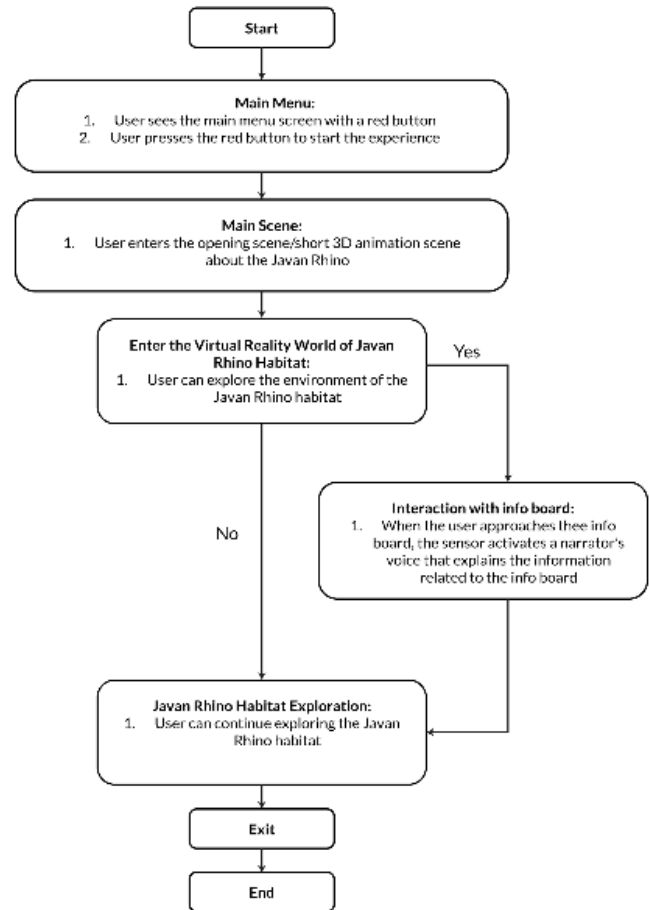 Start
Main Menu:
1. User sees the main menu screen with a red button
2. User presses the red button to start the experience
Main Scene:
1. User enters the opening scene/short 3D animation scene
about the Javan Rhino
Enter the Virtual Reality World of Javan
Rhino Habitat:
1. User can explore the environment of the
Javan Rhino habitat
Yes
No
Interaction with info board:
1. When the user approaches thee info
board, the sensor activates a narrator's
voice that explains the information
related to the info board
Javan Rhino Habitat Exploration:
1. User can continue exploring the Javan
Rhino habitat
Exit
End